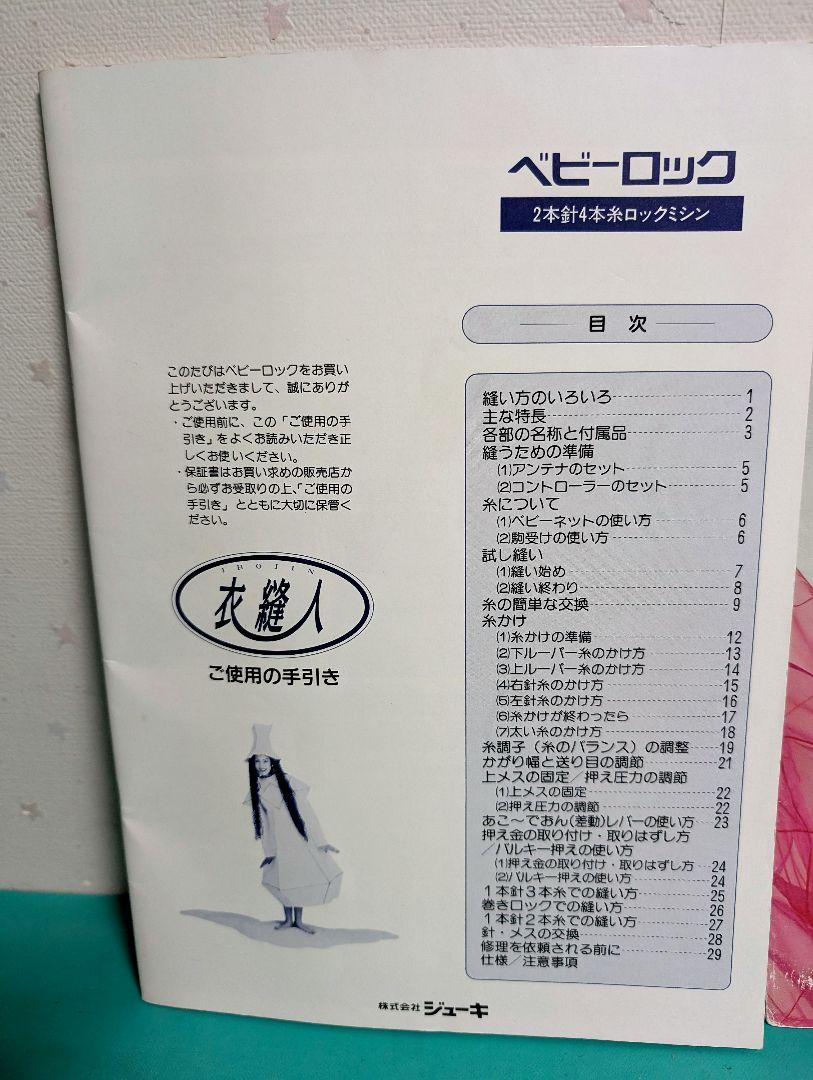 ベビーロック
2本針4本糸ロックミシン
目 次
このたびはベビーロックをお買い
上げいただきまして、誠にありが
とうございます。
・ご使用前に、この「ご使用の手
引き」をよくお読みいただき正
しくお使いください。
・保証書はお買い求めの販売店か
ら必ずお受取りの上、「ご使用の
手引き」とともに大切に保管く
ださい。
IHOJIN
衣縫人
ご使用の手引き
縫い方のいろいろ 1
主な特長 2
各部の名称と付属品 3
縫うための準備
(1)アンテナのセット 5
(2)コントローラーのセット 5
糸について
(1)ベビーネットの使い方 6
(2)駒受けの使い方 6
試し縫い
(1)縫い始め 7
(2)縫い終わり 8
糸の簡単な交換 9
糸かけ
(1)糸かけの準備 12
(2)下ルーパー糸のかけ方 13
(3)上ルーパー糸のかけ方 14
(4)右針糸のかけ方 15
(5)左針糸のかけ方 16
(6)糸かけが終わったら 17
(7)太い糸のかけ方 18
糸調子(糸のバランス)の調整 19
かがり幅と送り目の調節 21
上メスの固定/押え圧力の調節
(1)上メスの固定 22
(2)押え圧力の調節 22
あこ〜でおん(差動)レバーの使い方 23
押え金の取り付け・取りはずし方
/バルキー押えの使い方
(1)押え金の取り付け・取りはずし方 24
(2)バルキー押えの使い方 24
1本針3本糸での縫い方 25
巻きロックでの縫い方 26
1本針2本糸での縫い方 27
針・メスの交換 28
修理を依頼される前に 29
仕様/注意事項
株式会社 ジューキ